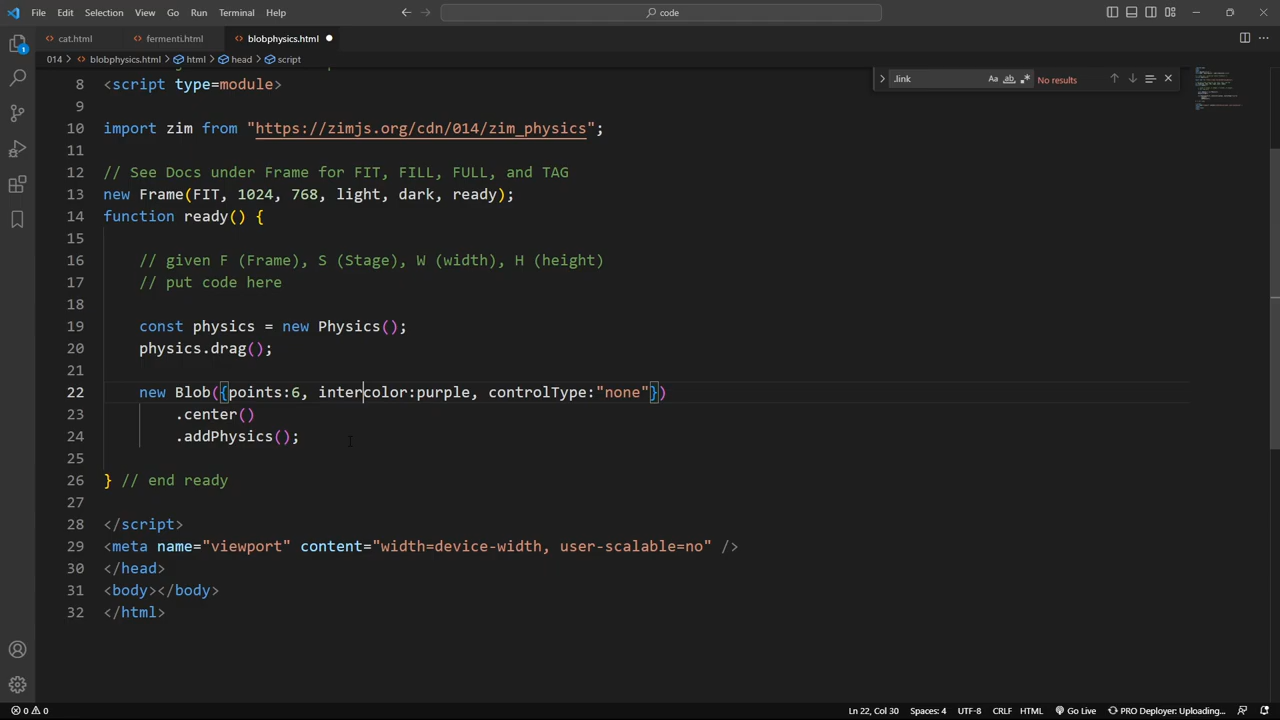 File Edit Selection View Go Run Terminal Help
code
cat.html fermenti.html blobphysics.html
014 > blobphysics.html > html > head > script
.link Aa ab .* No results
1
8 <script type=module>
9
10 import zim from "https://zimjs.org/cdn/014/zim_physics";
11
12 // See Docs under Frame for FIT, FILL, FULL, and TAG
13 new Frame(FIT, 1024, 768, light, dark, ready);
14 function ready() {
15
16 // given F (Frame), S (Stage), W (width), H (height)
17 // put code here
18
19 const physics = new Physics();
20 physics.drag();
21
22 new Blob({points:6, intercolor:purple, controlType:"none"})
23 .center()
24 .addPhysics();
25
26 } // end ready
27
28 </script>
29 <meta name="viewport" content="width=device-width, user-scalable=no" />
30 </head>
31 <body></body>
32 </html>
0 0 Ln 22, Col 30 Spaces: 4 UTF-8 CRLF HTML Go Live PRO Deployer: Uploading...